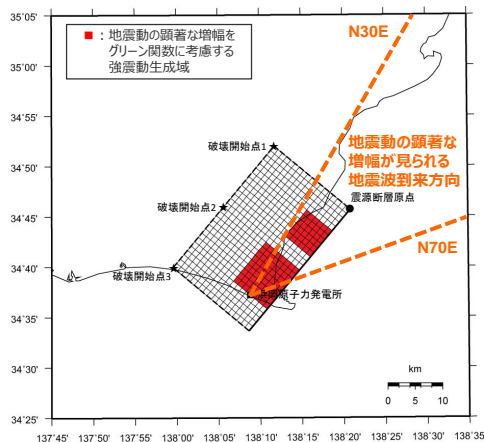 35°05'
35°00'
34°55'
34°50'
34°45'
34°40'
34°35'
34°30'
34°25'
■ : 地震動の顕著な増幅を
グリーン関数に考慮する
強震動生成域
N30E
破壊開始点1
地震動の顕著な
増幅が見られる
地震波到来方向
震源断層原点
破壊開始点2
N70E
破壊開始点3
原子力発電所
km
0 5 10
137°45' 137°50' 137°55' 138°00' 138°05' 138°10' 138°15' 138°20' 138°25' 138°30' 138°35'